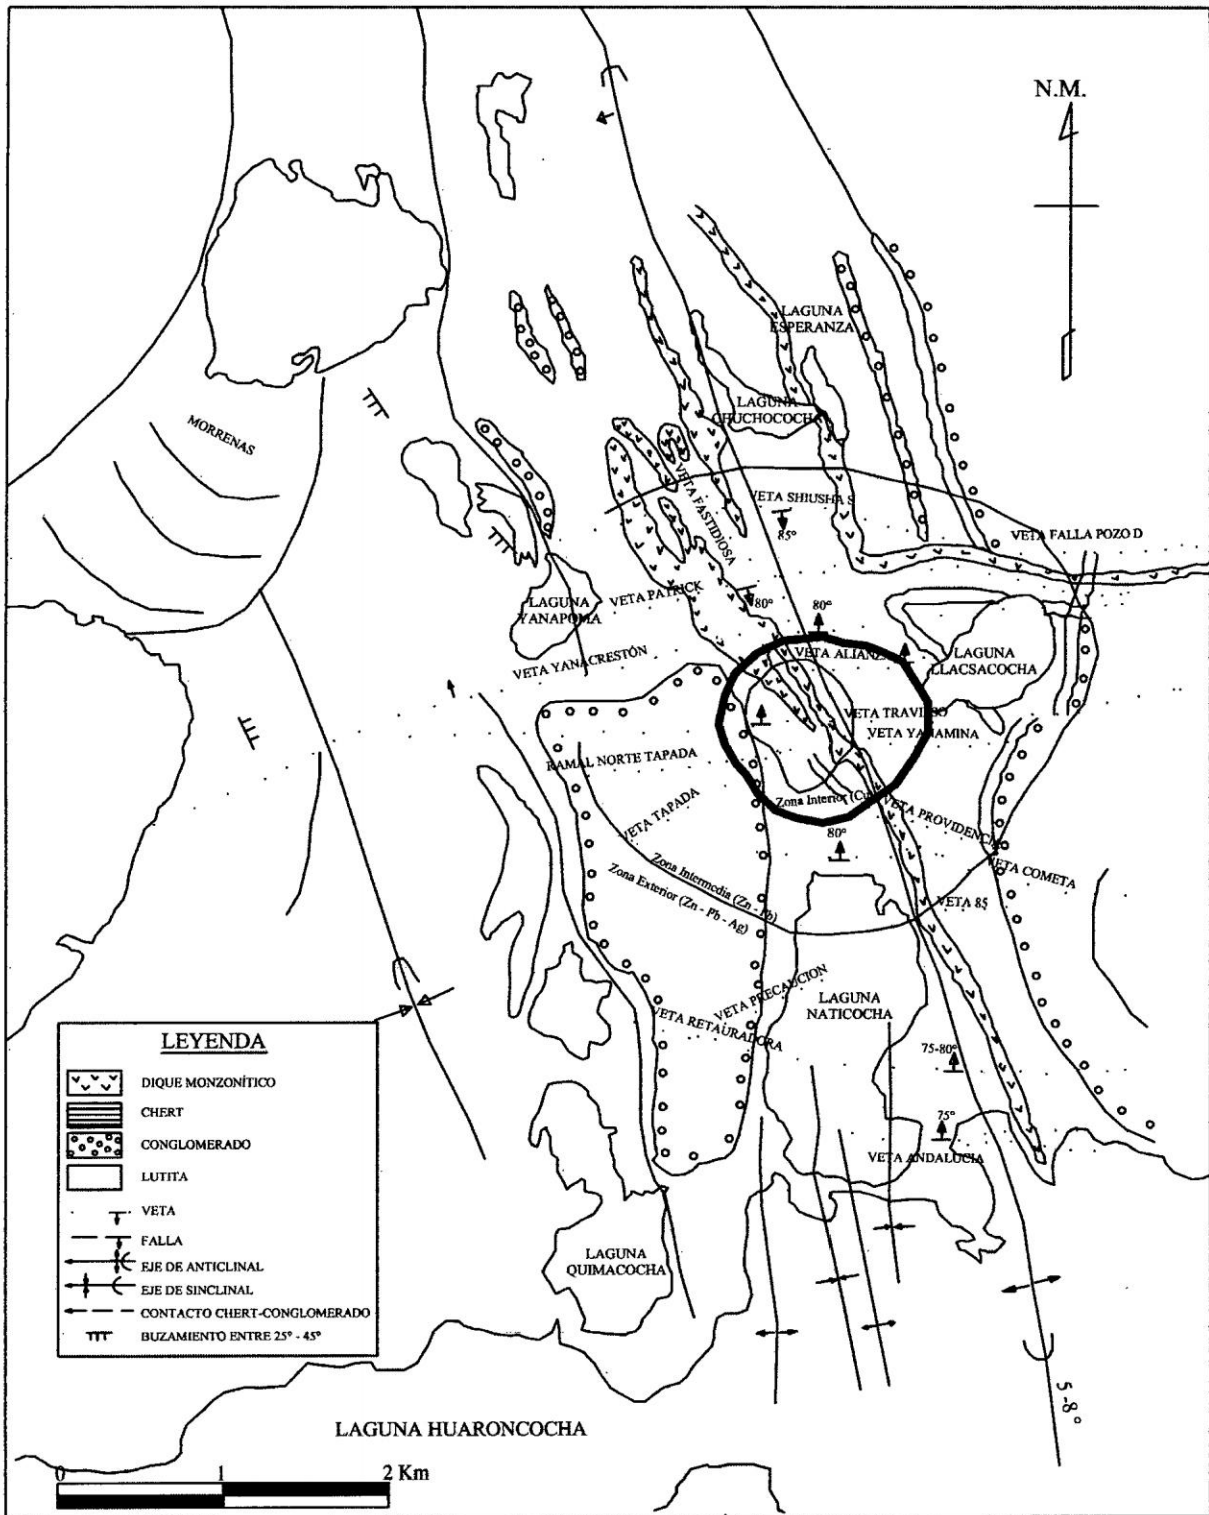 N.M.
LAGUNA
ESPERANZA
MORRENAS
LAGUNA
CHUCHOCOCHA
VETA FASTIDIOSA
VETA SHIUSHA S
85°
VETA FALLA POZO D
LAGUNA
YANAPOMA
VETA PATRICK
80°
80°
VETA YANACRESTÓN
VETA ALIANZA
LAGUNA
LLACSACOCHA
VETA TRAVIESO
VETA YANAMINA
RAMAL NORTE TAPADA
VETA TAPADA
Zona Interior (Cu)
VETA PROVIDENCIA
80°
VETA COMETA
Zona Intermedia (Zn - Pb)
Zona Exterior (Zn - Pb - Ag)
VETA 85
VETA PRECAUCION
LAGUNA
NATICOCHA
VETA RETAURADORA
75-80°
75°
VETA ANDALUCIA
LAGUNA
QUIMACOCHA
5-8°
LEYENDA
DIQUE MONZONÍTICO
CHERT
CONGLOMERADO
LUTITA
VETA
FALLA
EJE DE ANTICLINAL
EJE DE SINCLINAL
CONTACTO CHERT-CONGLOMERADO
BUZAMIENTO ENTRE 25° - 45°
LAGUNA HUARONCOCHA
0 1 2 Km